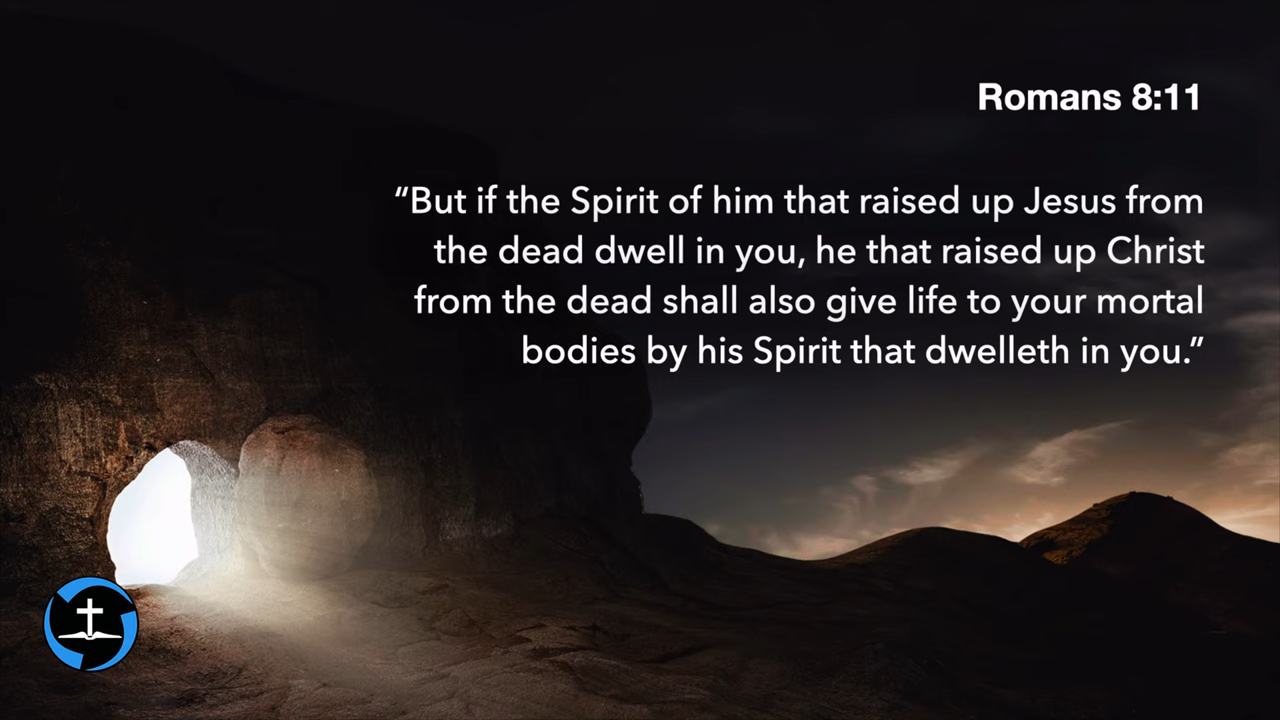 Romans 8:11
“But if the Spirit of him that raised up Jesus from
the dead dwell in you, he that raised up Christ
from the dead shall also give life to your mortal
bodies by his Spirit that dwelleth in you.”